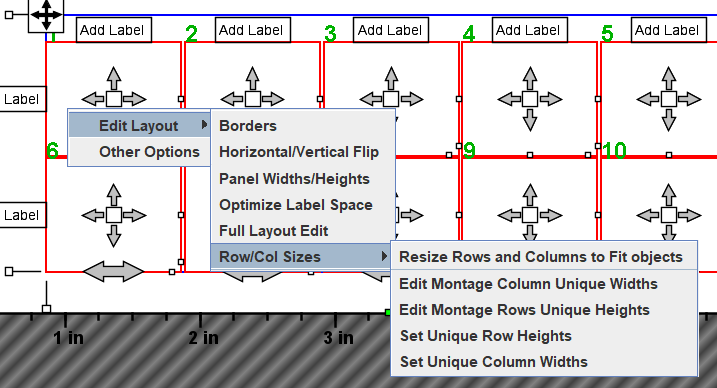 Add Label Add Label Add Label Add Label Add Label
1 2 3 4 5
Label
Edit Layout
Other Options
Borders
Horizontal/Vertical Flip
Panel Widths/Heights
Optimize Label Space
Full Layout Edit
Row/Col Sizes
6 9 10
Label
Resize Rows and Columns to Fit objects
Edit Montage Column Unique Widths
Edit Montage Rows Unique Heights
Set Unique Row Heights
Set Unique Column Widths
1 in 2 in 3 in